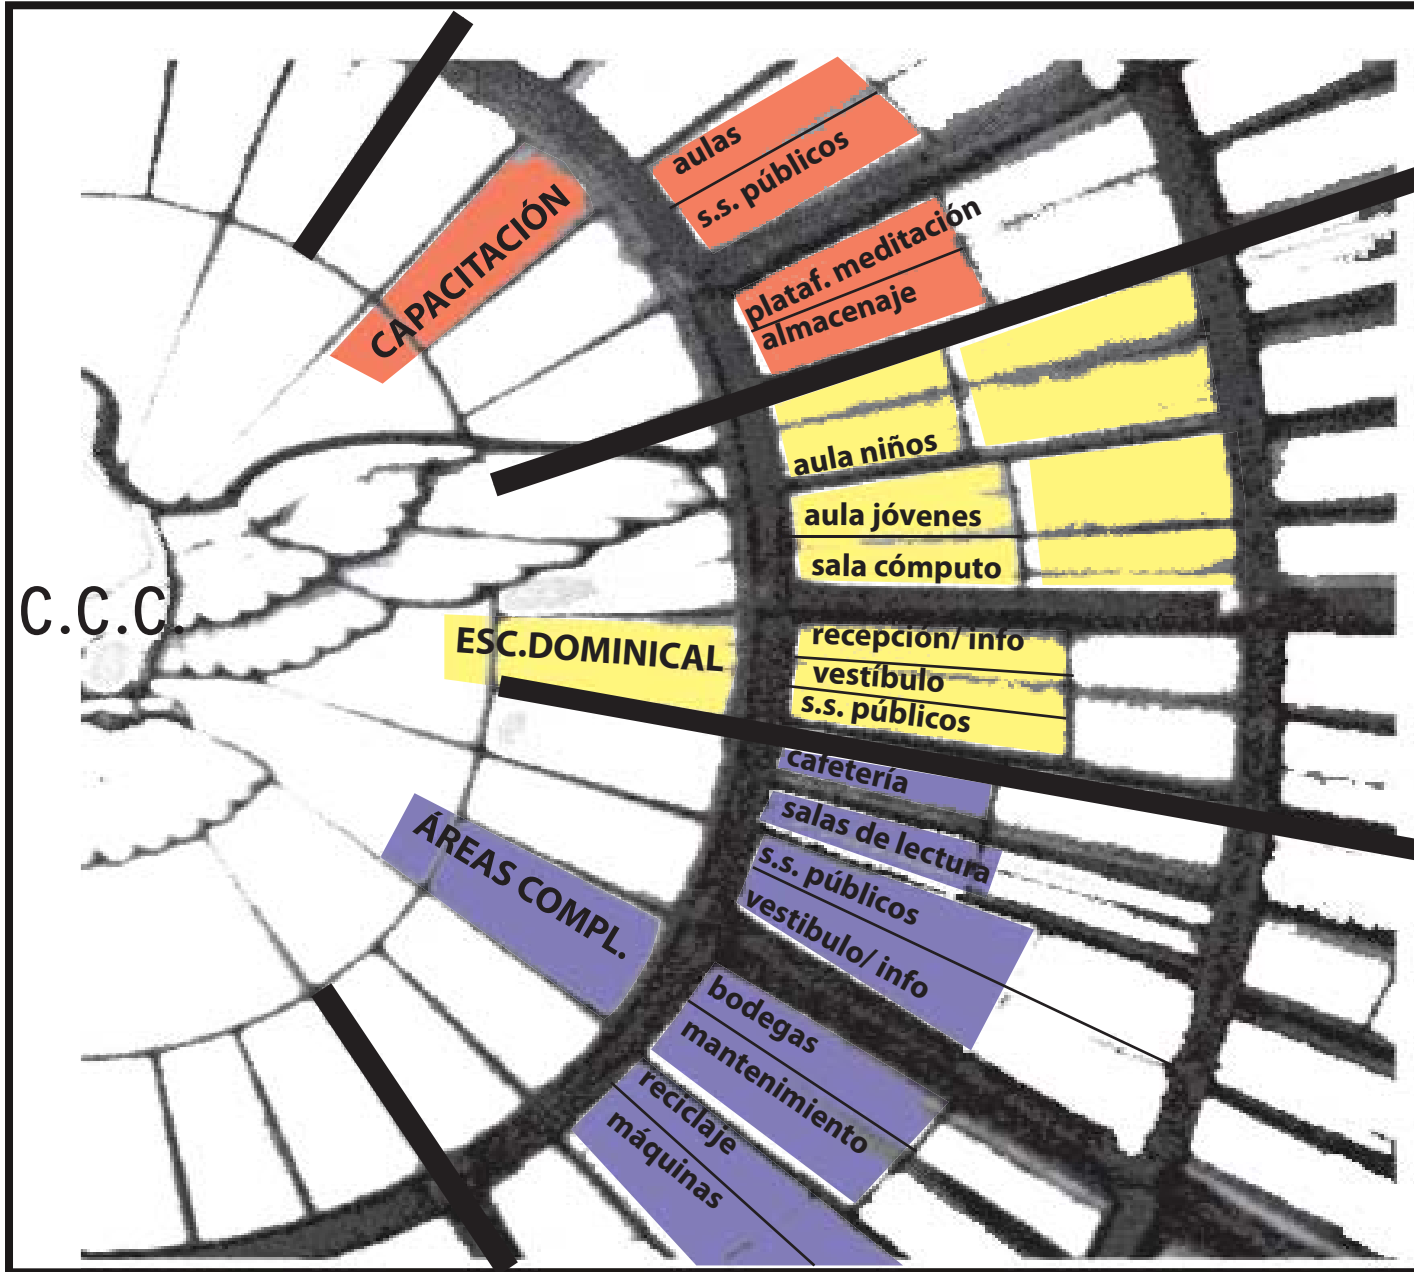 aulas
s.s. públicos
CAPACITACIÓN
plataf. meditación
almacenaje
aula niños
aula jóvenes
sala cómputo
C.C.C.
ESC.DOMINICAL
recepción/ info
vestíbulo
s.s. públicos
cafetería
salas de lectura
ÁREAS COMPL.
s.s. públicos
vestibulo/ info
bodegas
mantenimiento
reciclaje
máquinas